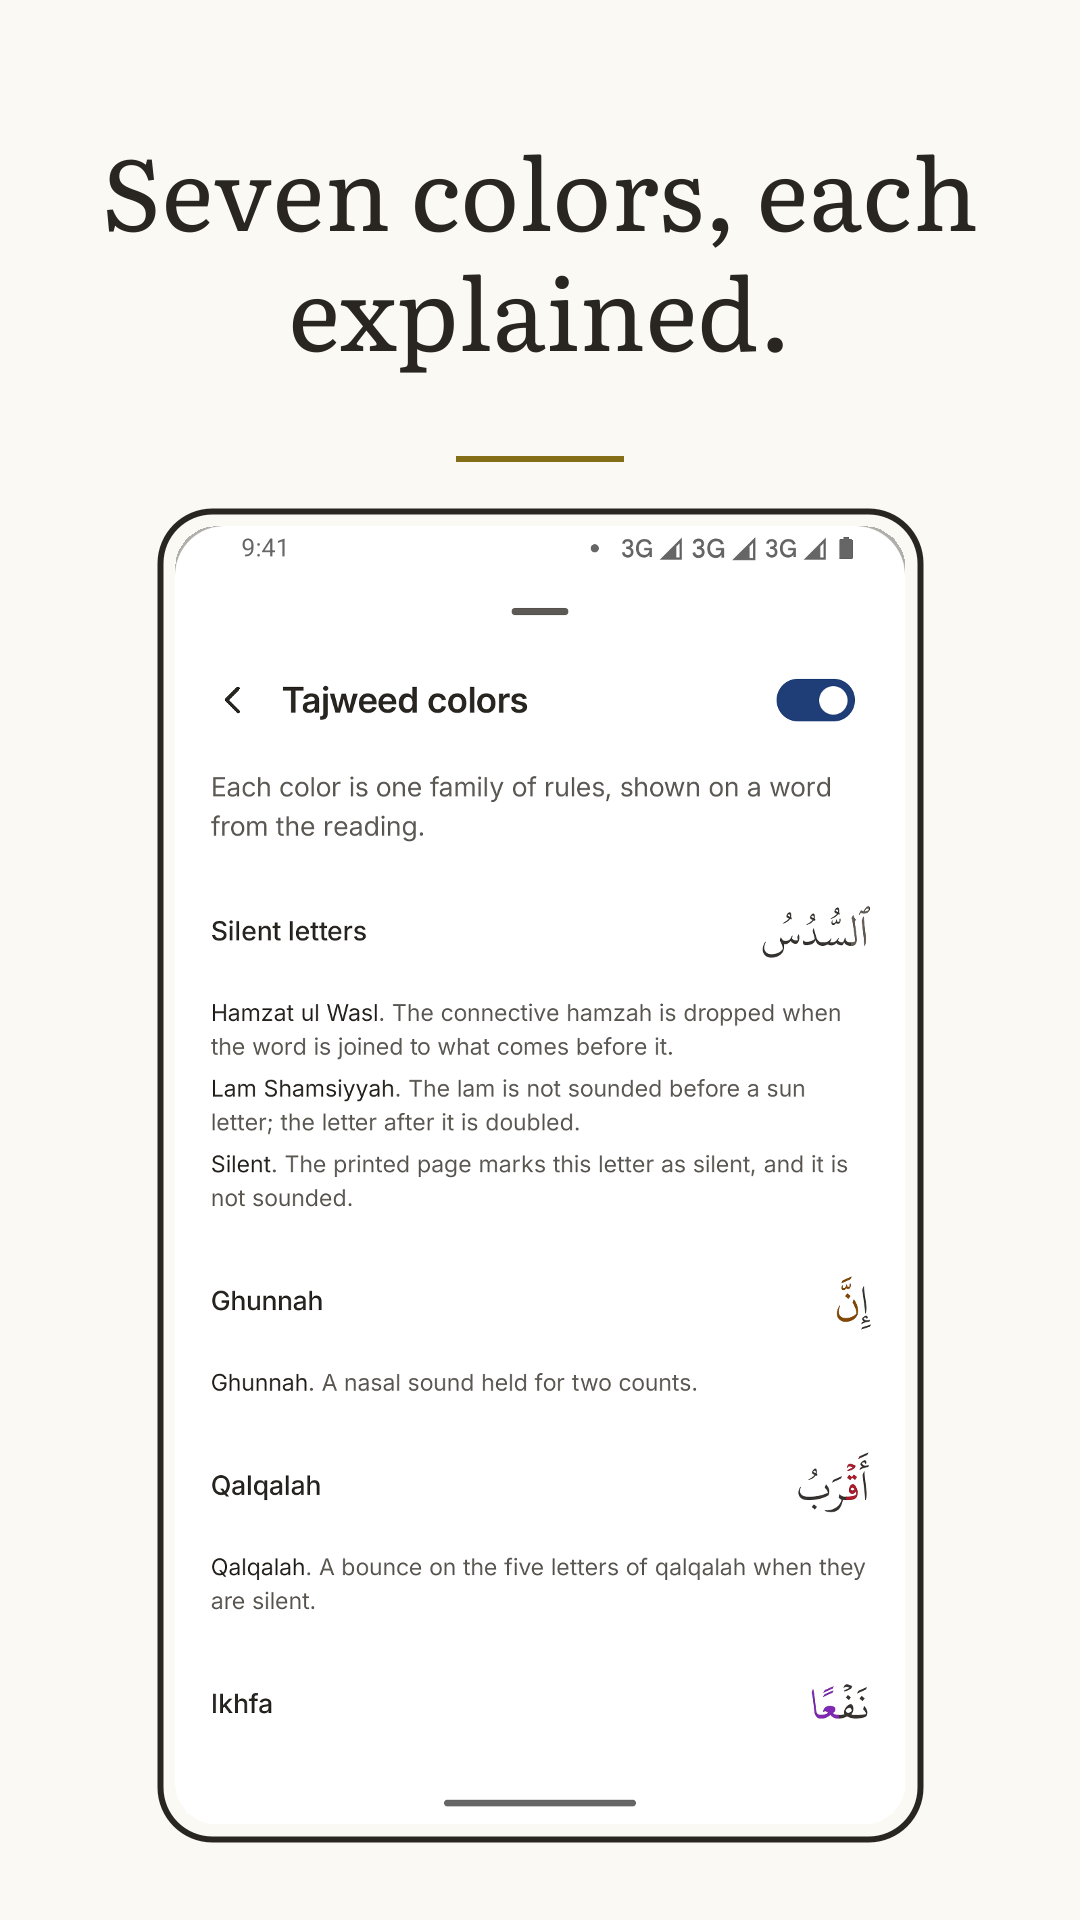 Seven colors, each
explained.
9:41
3G 3G 3G
Tajweed colors
Each color is one family of rules, shown on a word
from the reading.
Silent letters
ٱلسُّدُسُ
Hamzat ul Wasl. The connective hamzah is dropped when
the word is joined to what comes before it.
Lam Shamsiyyah. The lam is not sounded before a sun
letter; the letter after it is doubled.
Silent. The printed page marks this letter as silent, and it is
not sounded.
Ghunnah
إِنَّ
Ghunnah. A nasal sound held for two counts.
Qalqalah
أَقۡرَبُ
Qalqalah. A bounce on the five letters of qalqalah when they
are silent.
Ikhfa
نَفۡعًا